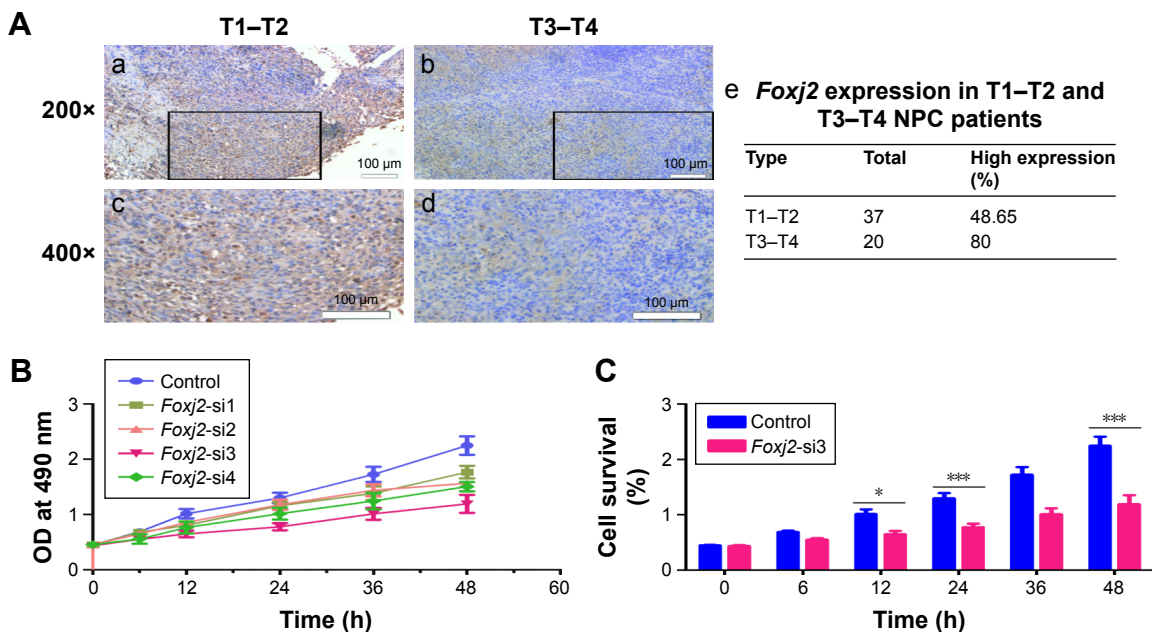 A
T1–T2
T3–T4
200×
a
100 µm
b
100 µm
400×
c
100 µm
d
100 µm
e
Foxj2 expression in T1–T2 and
T3–T4 NPC patients
Type Total High expression
(%)
T1–T2 37 48.65
T3–T4 20 80
B
Control
Foxj2-si1
Foxj2-si2
Foxj2-si3
Foxj2-si4
OD at 490 nm
3
2
1
0
0 12 24 36 48 60
Time (h)
C
Control
Foxj2-si3
Cell survival
(%)
3
2
1
0
*
***
***
0 6 12 24 36 48
Time (h)